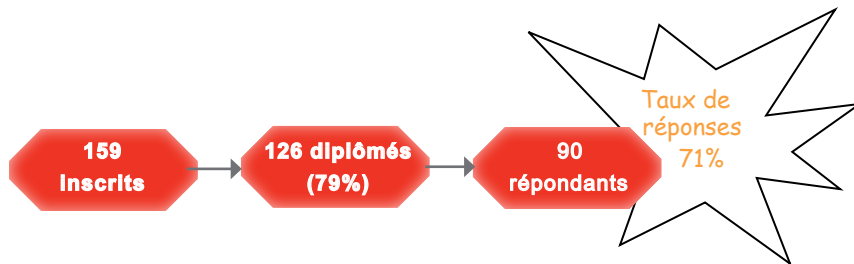 159
inscrits
126 diplômés
(79%)
90
répondants
Taux de
réponses
71%